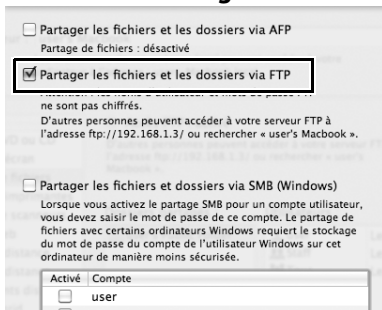 Partager les fichiers et les dossiers via AFP
Partage de fichiers : désactivé
Partager les fichiers et les dossiers via FTP
ne sont pas chiffrés.
D'autres personnes peuvent accéder à votre serveur FTP à
l'adresse ftp://192.168.1.3/ ou rechercher « user's Macbook ».
Partager les fichiers et dossiers via SMB (Windows)
Lorsque vous activez le partage SMB pour un compte utilisateur,
vous devez saisir le mot de passe de ce compte. Le partage de
fichiers avec certains ordinateurs Windows requiert le stockage
du mot de passe du compte de l'utilisateur Windows sur cet
ordinateur de manière moins sécurisée.
Activé Compte
user